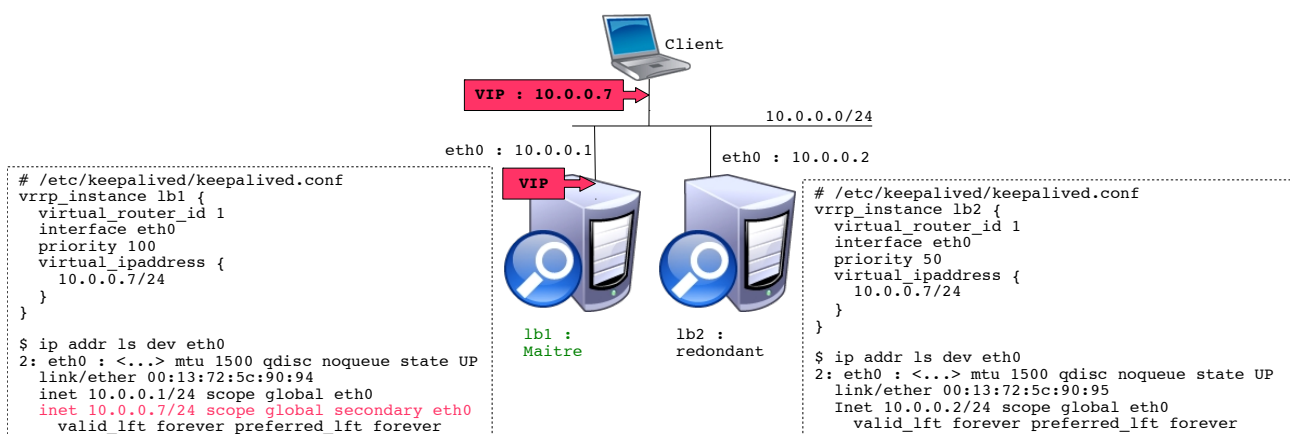 Client
VIP : 10.0.0.7
10.0.0.0/24
eth0 : 10.0.0.1
eth0 : 10.0.0.2
VIP
# /etc/keepalived/keepalived.conf
vrrp_instance lb1 {
  virtual_router_id 1
  interface eth0
  priority 100
  virtual_ipaddress {
    10.0.0.7/24
  }
}
$ ip addr ls dev eth0
2: eth0 : <...> mtu 1500 qdisc noqueue state UP
  link/ether 00:13:72:5c:90:94
  inet 10.0.0.1/24 scope global eth0
  inet 10.0.0.7/24 scope global secondary eth0
    valid_lft forever preferred_lft forever
lb1 :
Maitre
lb2 :
redondant
# /etc/keepalived/keepalived.conf
vrrp_instance lb2 {
  virtual_router_id 1
  interface eth0
  priority 50
  virtual_ipaddress {
    10.0.0.7/24
  }
}
$ ip addr ls dev eth0
2: eth0 : <...> mtu 1500 qdisc noqueue state UP
  link/ether 00:13:72:5c:90:95
  Inet 10.0.0.2/24 scope global eth0
    valid_lft forever preferred_lft forever